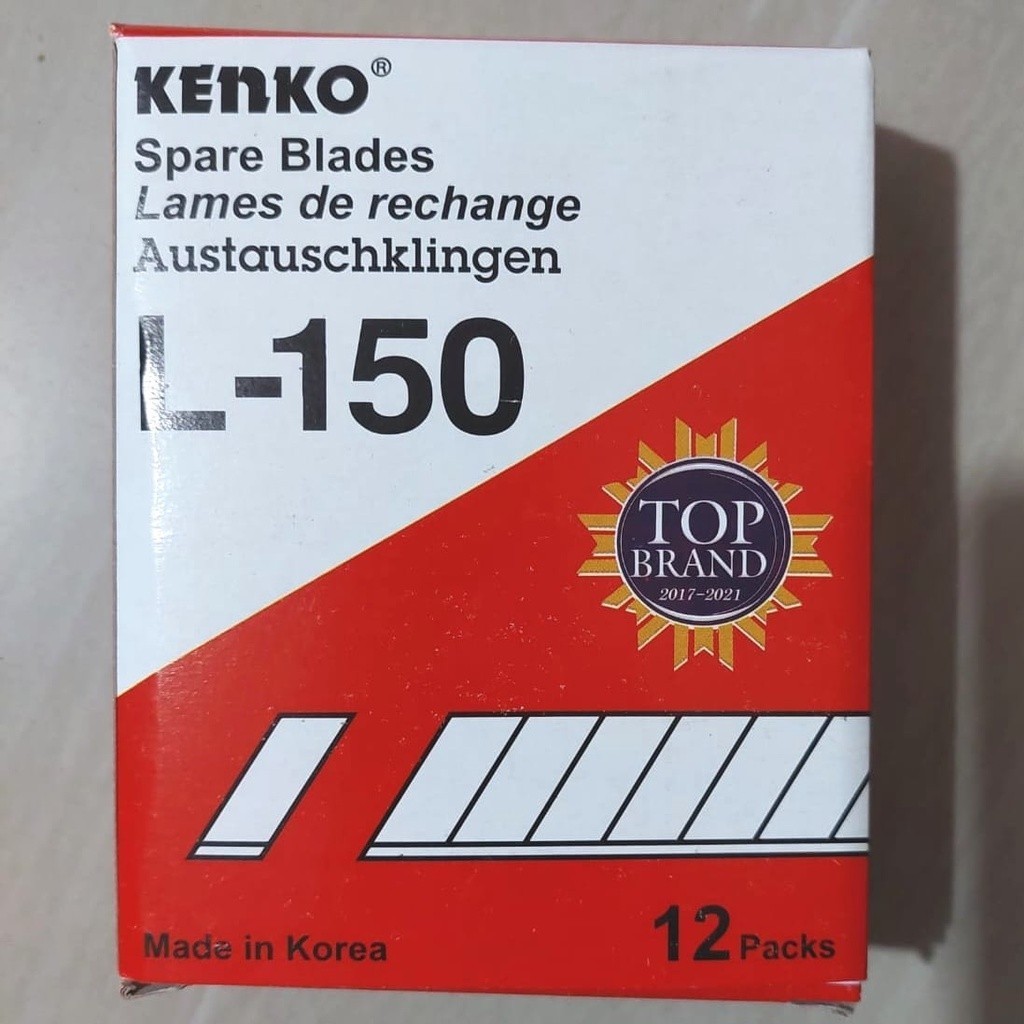 KENKO®
Spare Blades
Lames de rechange
Austauschklingen
L-150
TOP
BRAND
2017-2021
Made in Korea
12 Packs